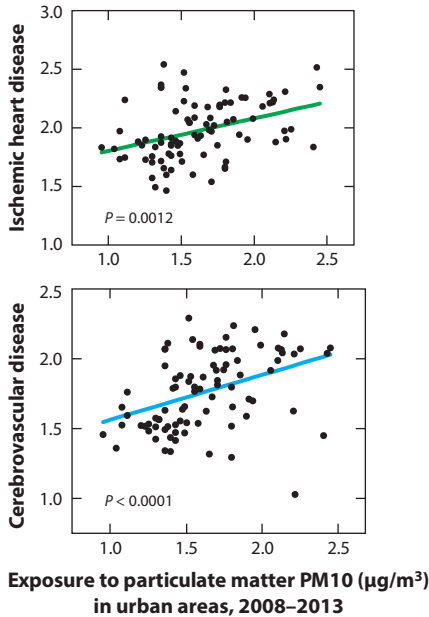 Ischemic heart disease
3.0
2.5
2.0
1.5
1.0
P = 0.0012
1.0 1.5 2.0 2.5
Cerebrovascular disease
2.5
2.0
1.5
1.0
P < 0.0001
1.0 1.5 2.0 2.5
Exposure to particulate matter PM10 (μg/m³)
in urban areas, 2008–2013